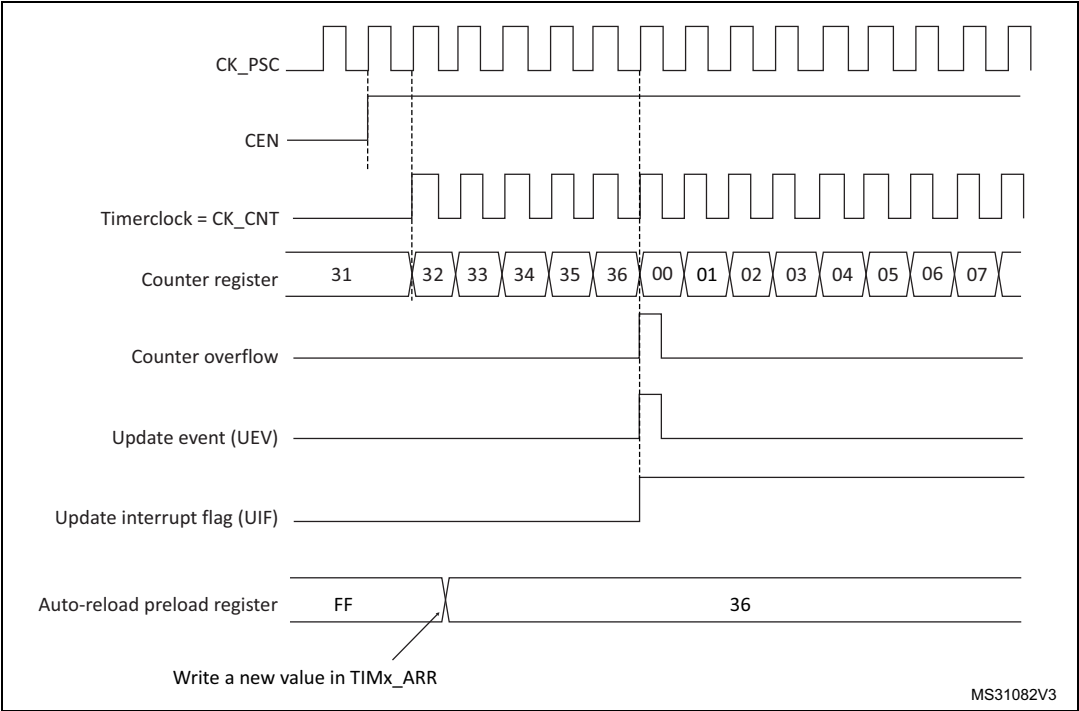 CK_PSC
CEN
Timerclock = CK_CNT
Counter register 31 32 33 34 35 36 00 01 02 03 04 05 06 07
Counter overflow
Update event (UEV)
Update interrupt flag (UIF)
Auto-reload preload register FF 36
Write a new value in TIMx_ARR
MS31082V3